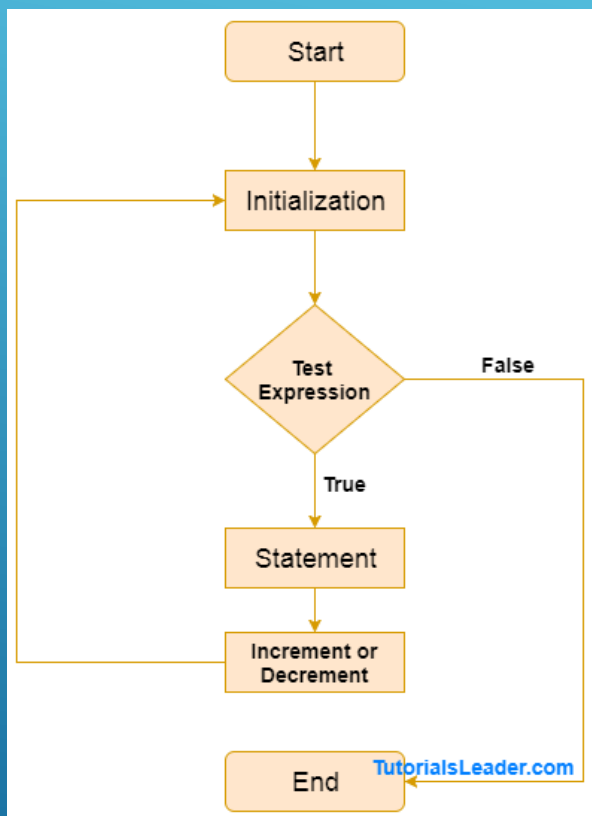 Start
Initialization
Test
Expression
False
True
Statement
Increment or
Decrement
End
TutorialsLeader.com